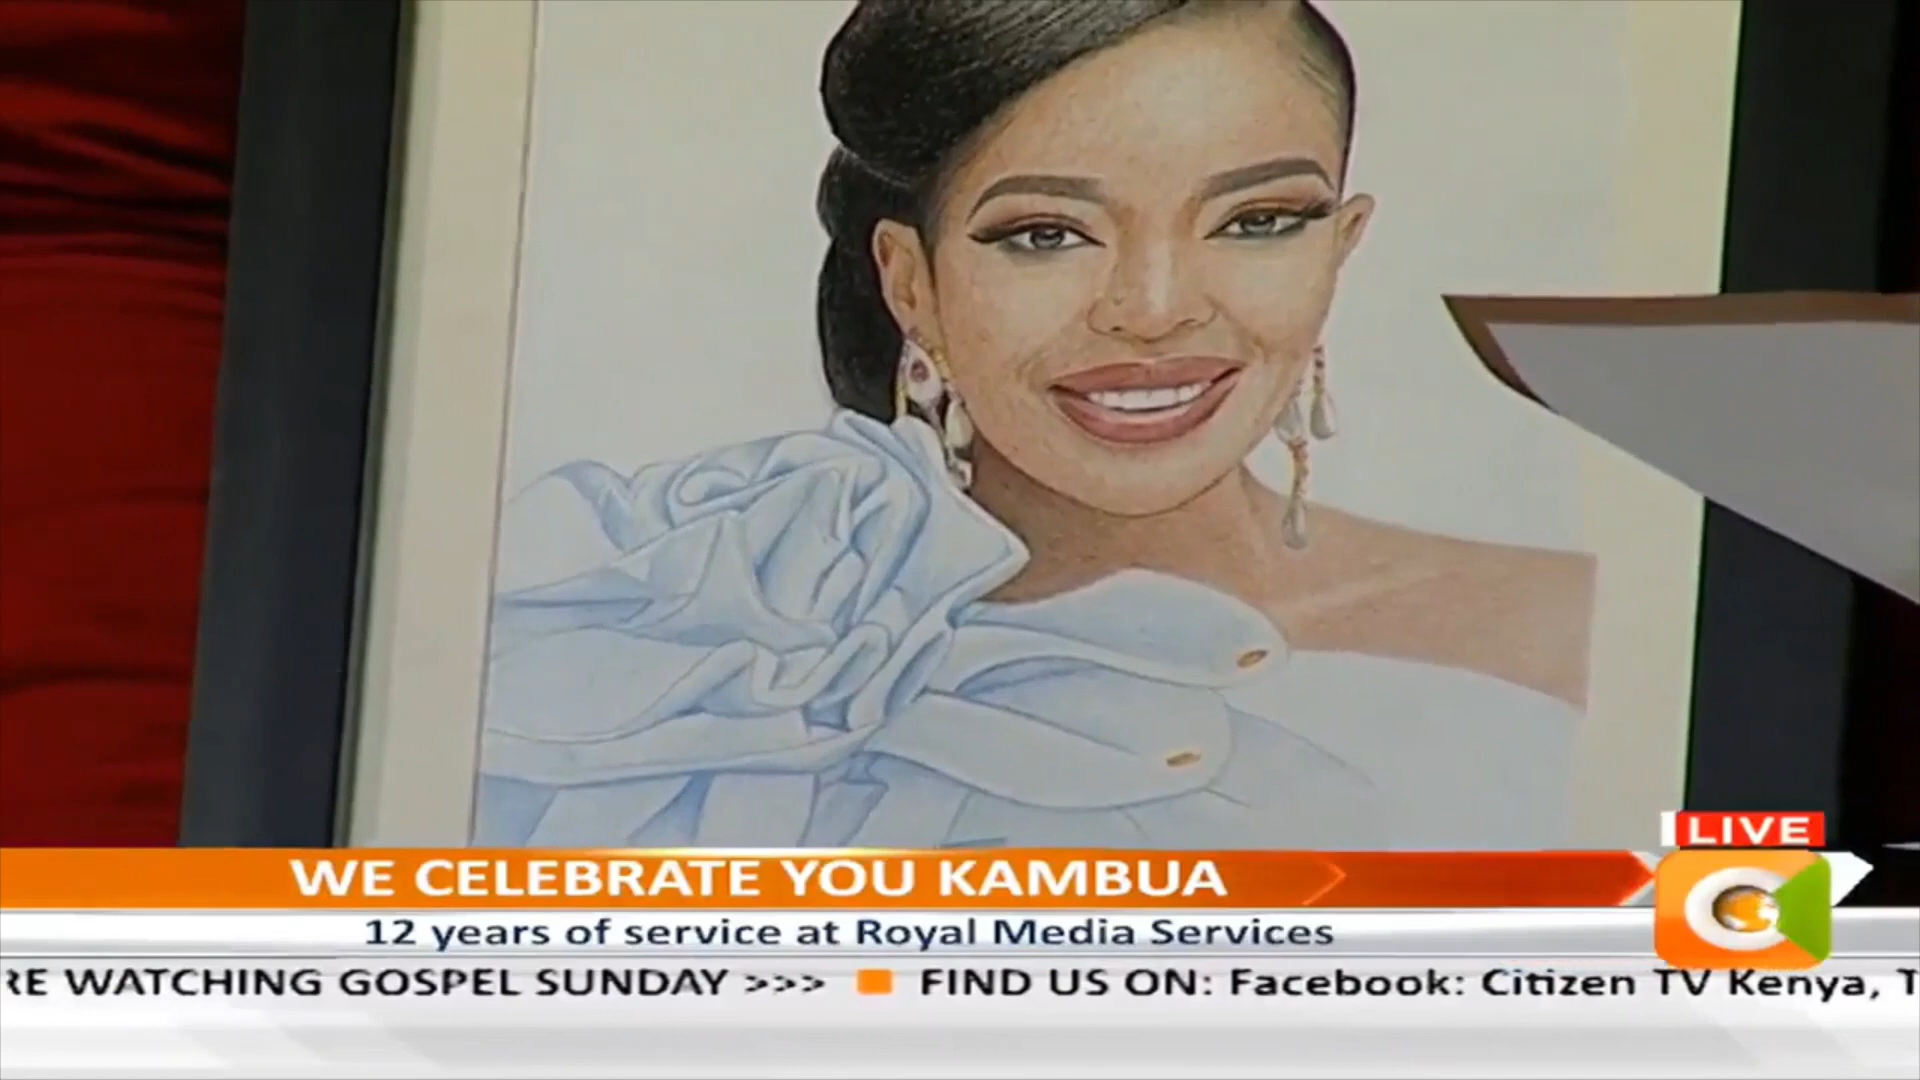 LIVE
WE CELEBRATE YOU KAMBUA
12 years of service at Royal Media Services
RE WATCHING GOSPEL SUNDAY >>> FIND US ON: Facebook: Citizen TV Kenya, T